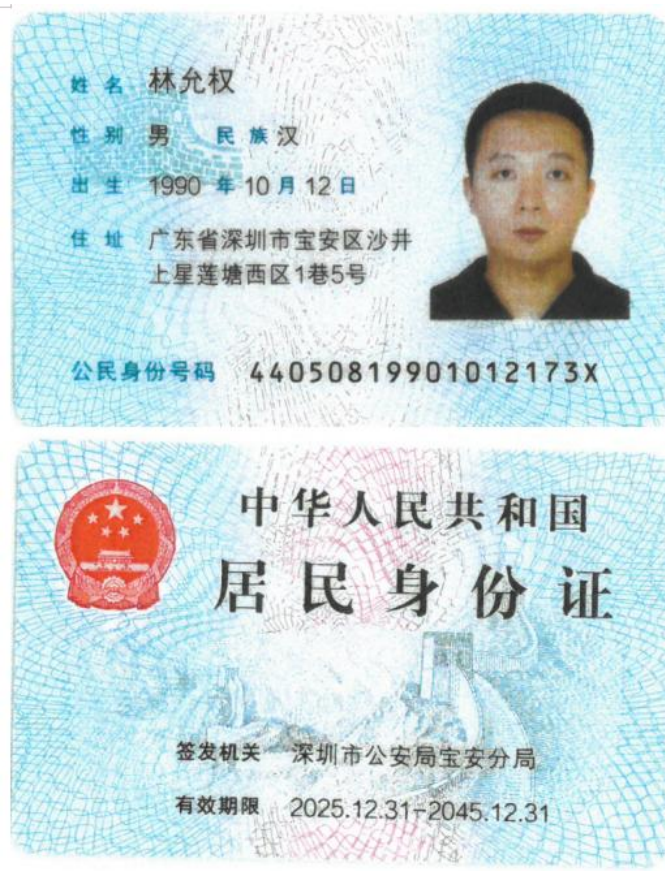 姓名 林允权
性别 男 民族 汉
出生 1990 年 10 月 12 日
住址 广东省深圳市宝安区沙井
上星莲塘西区1巷5号
公民身份号码 44050819901012173X
中华人民共和国
居民身份证
签发机关 深圳市公安局宝安分局
有效期限 2025.12.31-2045.12.31